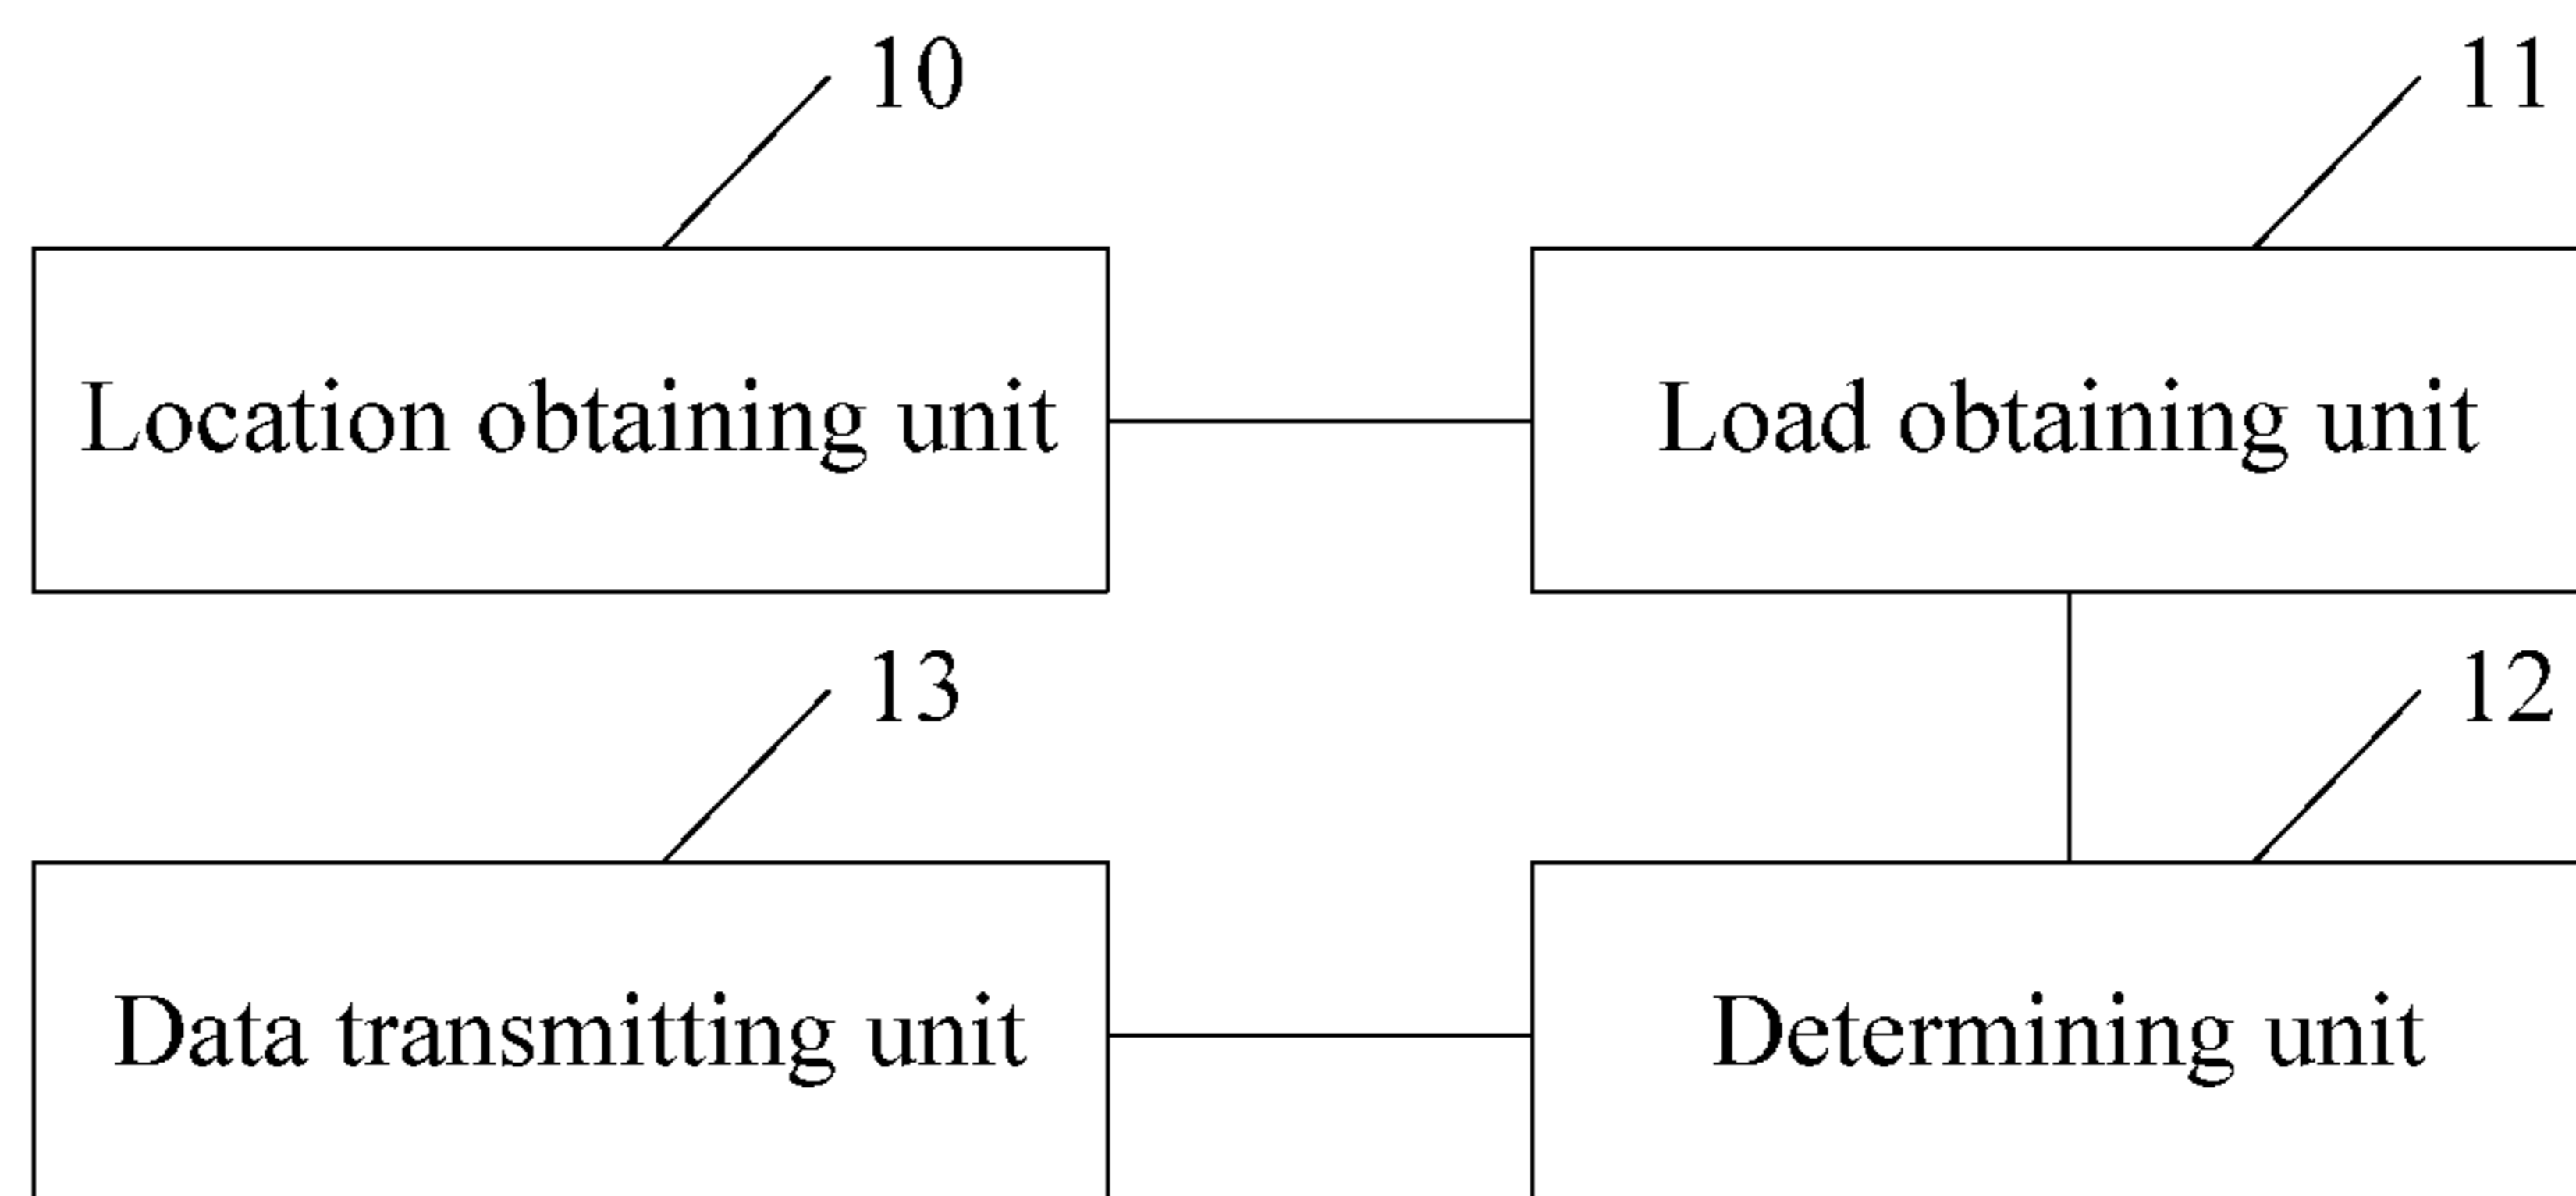 10
11
Location obtaining unit
Load obtaining unit
13
12
Data transmitting unit
Determining unit